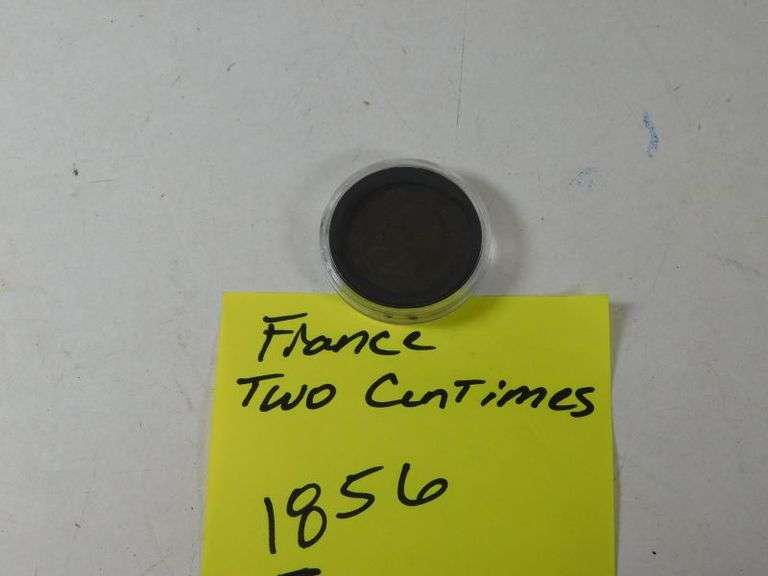 France
Two Centimes
1856